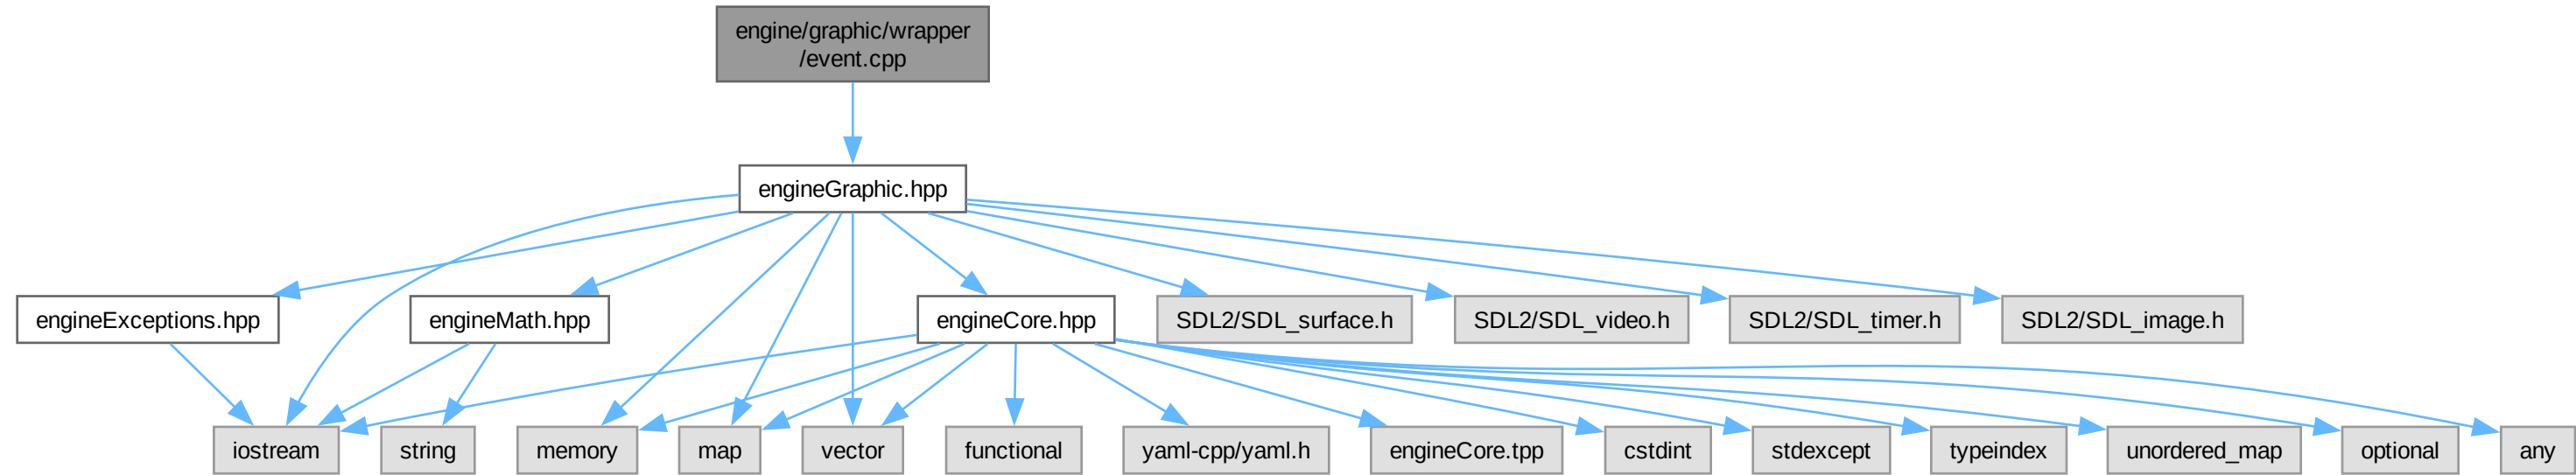 engine/graphic/wrapper
/event.cpp
engineGraphic.hpp
engineExceptions.hpp
engineMath.hpp
engineCore.hpp
SDL2/SDL_surface.h
SDL2/SDL_video.h
SDL2/SDL_timer.h
SDL2/SDL_image.h
iostream
string
memory
map
vector
functional
yaml-cpp/yaml.h
engineCore.tpp
cstdint
stdexcept
typeindex
unordered_map
optional
any